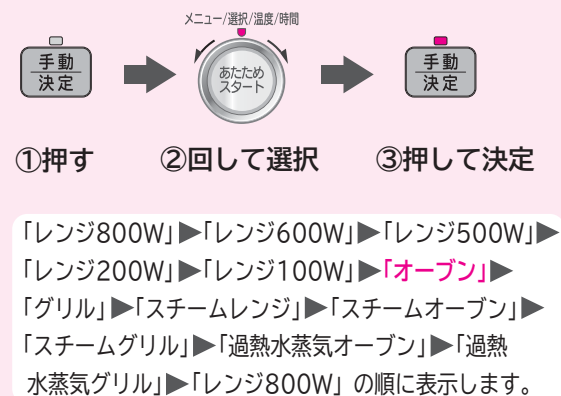 メニュー/選択/温度/時間
手動
決定
あたため
スタート
手動
決定
①押す
②回して選択
③押して決定
「レンジ800W」▶「レンジ600W」▶「レンジ500W」▶
「レンジ200W」▶「レンジ100W」▶「オーブン」▶
「グリル」▶「スチームレンジ」▶「スチームオーブン」▶
「スチームグリル」▶「過熱水蒸気オーブン」▶「過熱
水蒸気グリル」▶「レンジ800W」の順に表示します。